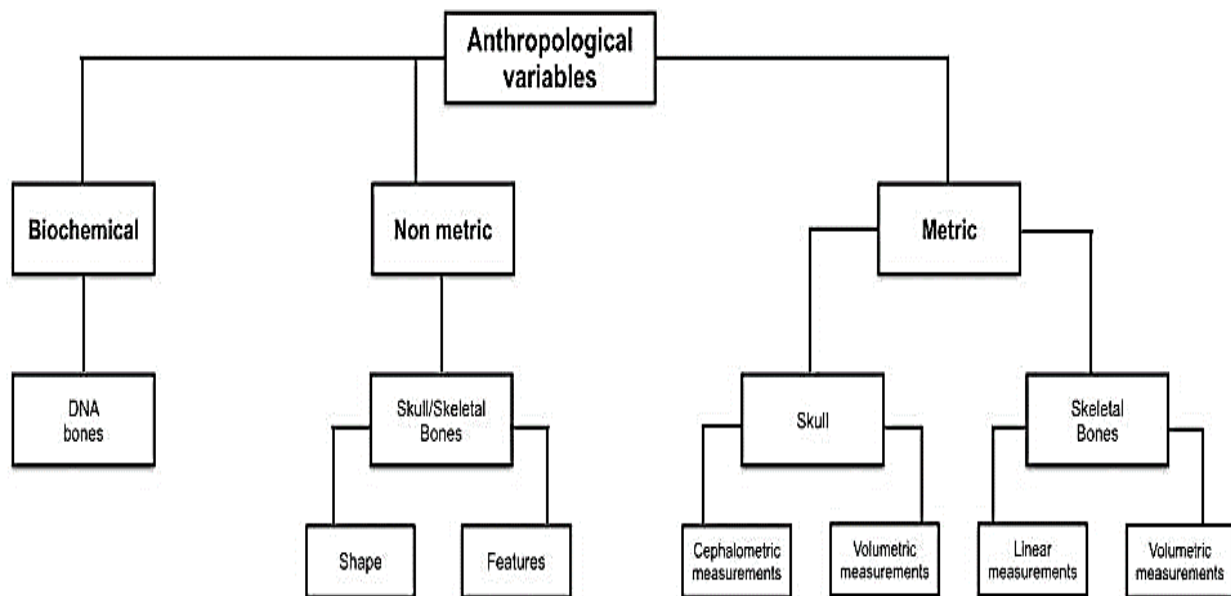 Anthropological
variables
Biochemical
Non metric
Metric
DNA
bones
Skull/Skeletal
Bones
Skull
Skeletal
Bones
Shape
Features
Cephalometric
measurements
Volumetric
measurements
Linear
measurements
Volumetric
measurements